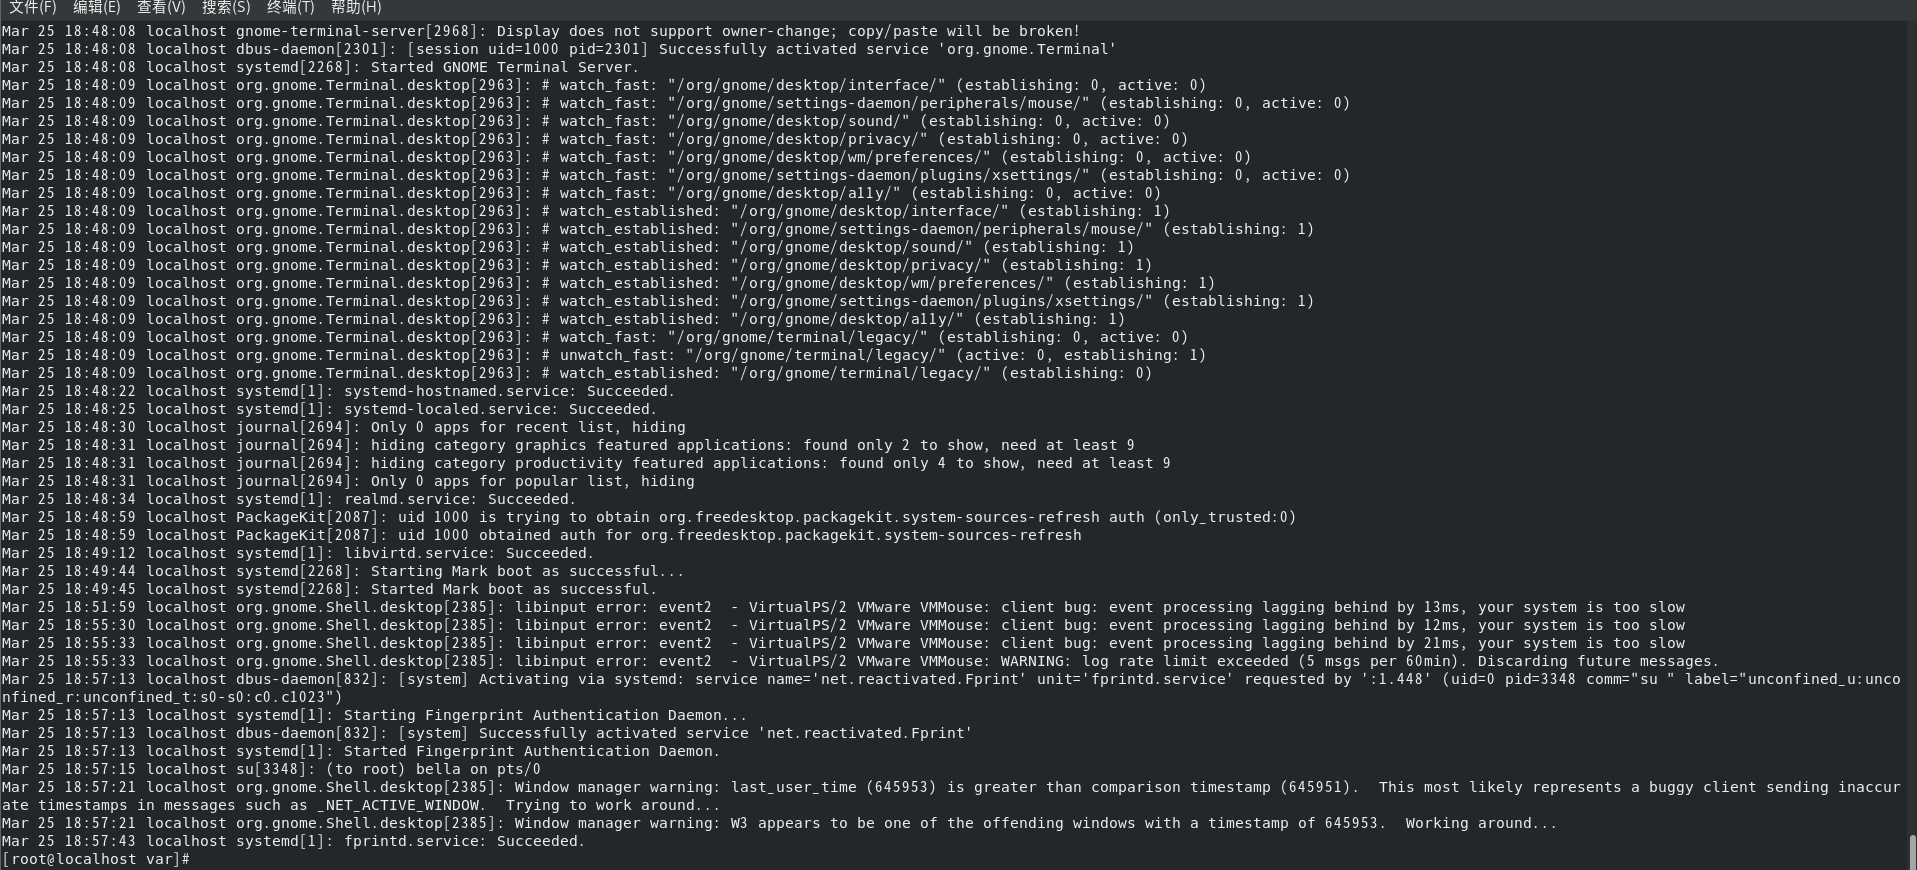 文件(F) 编辑(E) 查看(V) 搜索(S) 终端(T) 帮助(H)
Mar 25 18:48:08 localhost gnome-terminal-server[2968]: Display does not support owner-change; copy/paste will be broken!
Mar 25 18:48:08 localhost dbus-daemon[2301]: [session uid=1000 pid=2301] Successfully activated service 'org.gnome.Terminal'
Mar 25 18:48:08 localhost systemd[2268]: Started GNOME Terminal Server.
Mar 25 18:48:09 localhost org.gnome.Terminal.desktop[2963]: # watch_fast: "/org/gnome/desktop/interface/" (establishing: 0, active: 0)
Mar 25 18:48:09 localhost org.gnome.Terminal.desktop[2963]: # watch_fast: "/org/gnome/settings-daemon/peripherals/mouse/" (establishing: 0, active: 0)
Mar 25 18:48:09 localhost org.gnome.Terminal.desktop[2963]: # watch_fast: "/org/gnome/desktop/sound/" (establishing: 0, active: 0)
Mar 25 18:48:09 localhost org.gnome.Terminal.desktop[2963]: # watch_fast: "/org/gnome/desktop/privacy/" (establishing: 0, active: 0)
Mar 25 18:48:09 localhost org.gnome.Terminal.desktop[2963]: # watch_fast: "/org/gnome/desktop/wm/preferences/" (establishing: 0, active: 0)
Mar 25 18:48:09 localhost org.gnome.Terminal.desktop[2963]: # watch_fast: "/org/gnome/settings-daemon/plugins/xsettings/" (establishing: 0, active: 0)
Mar 25 18:48:09 localhost org.gnome.Terminal.desktop[2963]: # watch_fast: "/org/gnome/desktop/a11y/" (establishing: 0, active: 0)
Mar 25 18:48:09 localhost org.gnome.Terminal.desktop[2963]: # watch_established: "/org/gnome/desktop/interface/" (establishing: 1)
Mar 25 18:48:09 localhost org.gnome.Terminal.desktop[2963]: # watch_established: "/org/gnome/settings-daemon/peripherals/mouse/" (establishing: 1)
Mar 25 18:48:09 localhost org.gnome.Terminal.desktop[2963]: # watch_established: "/org/gnome/desktop/sound/" (establishing: 1)
Mar 25 18:48:09 localhost org.gnome.Terminal.desktop[2963]: # watch_established: "/org/gnome/desktop/privacy/" (establishing: 1)
Mar 25 18:48:09 localhost org.gnome.Terminal.desktop[2963]: # watch_established: "/org/gnome/desktop/wm/preferences/" (establishing: 1)
Mar 25 18:48:09 localhost org.gnome.Terminal.desktop[2963]: # watch_established: "/org/gnome/settings-daemon/plugins/xsettings/" (establishing: 1)
Mar 25 18:48:09 localhost org.gnome.Terminal.desktop[2963]: # watch_established: "/org/gnome/desktop/a11y/" (establishing: 1)
Mar 25 18:48:09 localhost org.gnome.Terminal.desktop[2963]: # watch_fast: "/org/gnome/terminal/legacy/" (establishing: 0, active: 0)
Mar 25 18:48:09 localhost org.gnome.Terminal.desktop[2963]: # unwatch_fast: "/org/gnome/terminal/legacy/" (active: 0, establishing: 1)
Mar 25 18:48:09 localhost org.gnome.Terminal.desktop[2963]: # watch_established: "/org/gnome/terminal/legacy/" (establishing: 0)
Mar 25 18:48:22 localhost systemd[1]: systemd-hostnamed.service: Succeeded.
Mar 25 18:48:25 localhost systemd[1]: systemd-localed.service: Succeeded.
Mar 25 18:48:30 localhost journal[2694]: Only 0 apps for recent list, hiding
Mar 25 18:48:31 localhost journal[2694]: hiding category graphics featured applications: found only 2 to show, need at least 9
Mar 25 18:48:31 localhost journal[2694]: hiding category productivity featured applications: found only 4 to show, need at least 9
Mar 25 18:48:31 localhost journal[2694]: Only 0 apps for popular list, hiding
Mar 25 18:48:34 localhost systemd[1]: realmd.service: Succeeded.
Mar 25 18:48:59 localhost PackageKit[2087]: uid 1000 is trying to obtain org.freedesktop.packagekit.system-sources-refresh auth (only_trusted:0)
Mar 25 18:48:59 localhost PackageKit[2087]: uid 1000 obtained auth for org.freedesktop.packagekit.system-sources-refresh
Mar 25 18:49:12 localhost systemd[1]: libvirtd.service: Succeeded.
Mar 25 18:49:44 localhost systemd[2268]: Starting Mark boot as successful...
Mar 25 18:49:45 localhost systemd[2268]: Started Mark boot as successful.
Mar 25 18:51:59 localhost org.gnome.Shell.desktop[2385]: libinput error: event2  - VirtualPS/2 VMware VMMouse: client bug: event processing lagging behind by 13ms, your system is too slow
Mar 25 18:55:30 localhost org.gnome.Shell.desktop[2385]: libinput error: event2  - VirtualPS/2 VMware VMMouse: client bug: event processing lagging behind by 12ms, your system is too slow
Mar 25 18:55:33 localhost org.gnome.Shell.desktop[2385]: libinput error: event2  - VirtualPS/2 VMware VMMouse: client bug: event processing lagging behind by 21ms, your system is too slow
Mar 25 18:55:33 localhost org.gnome.Shell.desktop[2385]: libinput error: event2  - VirtualPS/2 VMware VMMouse: WARNING: log rate limit exceeded (5 msgs per 60min). Discarding future messages.
Mar 25 18:57:13 localhost dbus-daemon[832]: [system] Activating via systemd: service name='net.reactivated.Fprint' unit='fprintd.service' requested by ':1.448' (uid=0 pid=3348 comm="su " label="unconfined_u:unco
nfined_r:unconfined_t:s0-s0:c0.c1023")
Mar 25 18:57:13 localhost systemd[1]: Starting Fingerprint Authentication Daemon...
Mar 25 18:57:13 localhost dbus-daemon[832]: [system] Successfully activated service 'net.reactivated.Fprint'
Mar 25 18:57:13 localhost systemd[1]: Started Fingerprint Authentication Daemon.
Mar 25 18:57:15 localhost su[3348]: (to root) bella on pts/0
Mar 25 18:57:21 localhost org.gnome.Shell.desktop[2385]: Window manager warning: last_user_time (645953) is greater than comparison timestamp (645951).  This most likely represents a buggy client sending inaccur
ate timestamps in messages such as _NET_ACTIVE_WINDOW.  Trying to work around...
Mar 25 18:57:21 localhost org.gnome.Shell.desktop[2385]: Window manager warning: W3 appears to be one of the offending windows with a timestamp of 645953.  Working around...
Mar 25 18:57:43 localhost systemd[1]: fprintd.service: Succeeded.
[root@localhost var]#